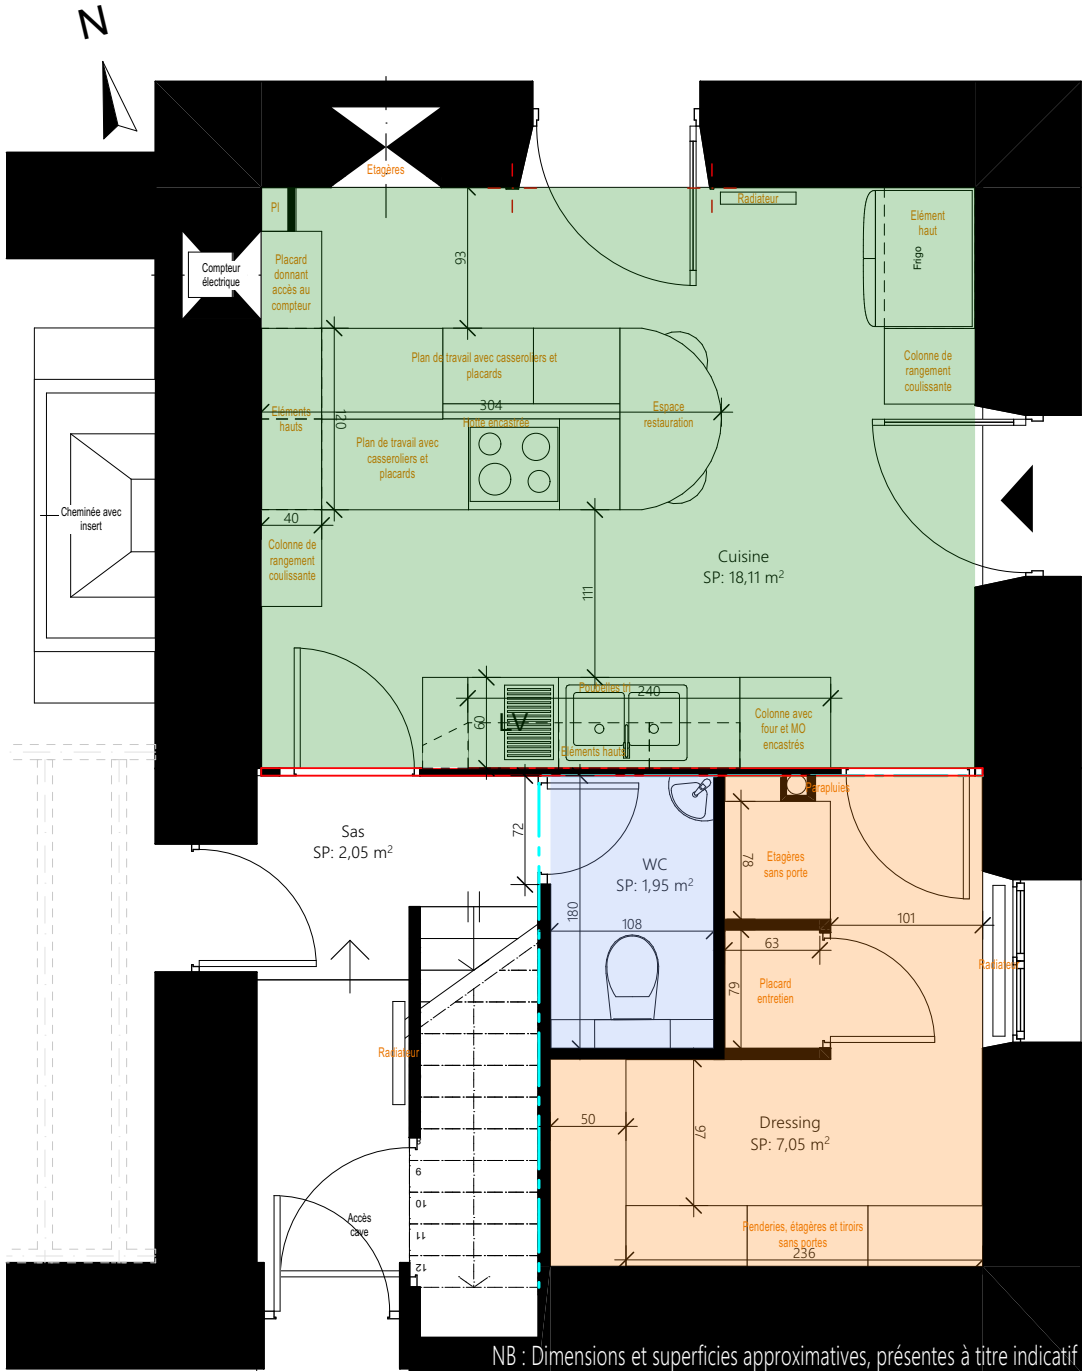 N
Etagères
Pl
Radiateur
Elément
haut
Frigo
Compteur
électrique
Placard
donnant
accès au
compteur
93
Plan de travail avec casseroliers et
placards
Colonne de
rangement
coulissante
304
Eléments
hauts
120
Hotte encastrée
Espace
restauration
Plan de travail avec
casseroliers et
placards
Cheminée avec
insert
40
Colonne de
rangement
coulissante
Cuisine
SP: 18,11 m²
111
Poubelles tri
240
60
LV
Eléments hauts
Colonne avec
four et MO
encastrés
Parapluies
Sas
SP: 2,05 m²
72
WC
SP: 1,95 m²
78
Etagères
sans porte
180
108
101
63
79
Placard
entretien
Radiateur
Radiateur
50
97
Dressing
SP: 7,05 m²
9
10
11
12
Accès
cave
Penderies, étagères et tiroirs
sans portes
236
NB : Dimensions et superficies approximatives, présentes à titre indicatif